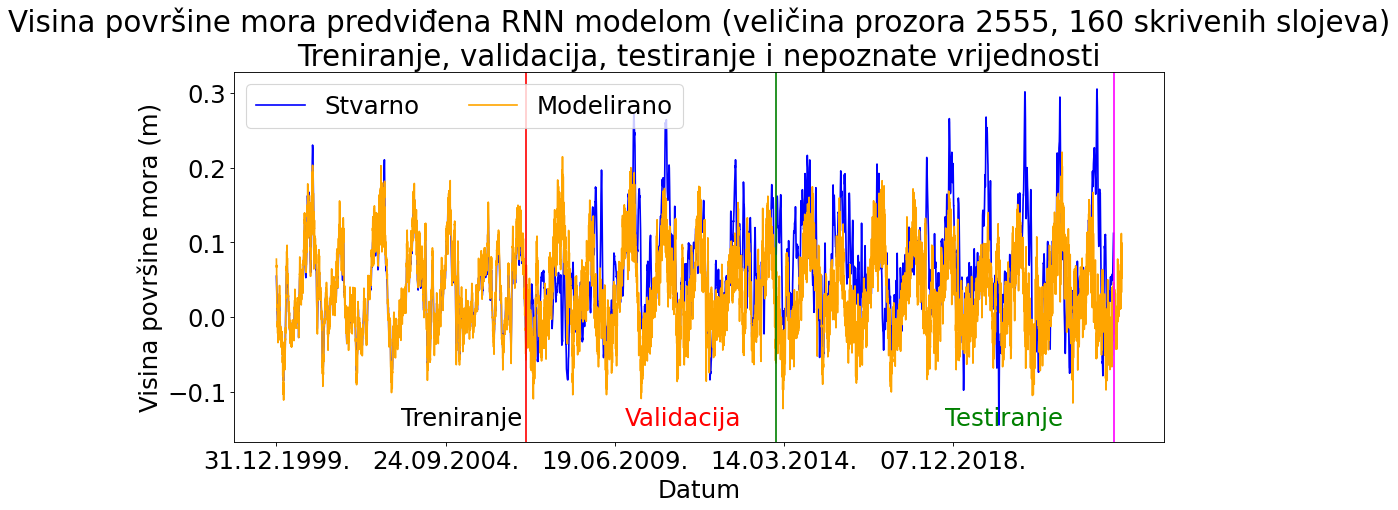 Visina površine mora predviđena RNN modelom (veličina prozora 2555, 160 skrivenih slojeva)
Treniranje, validacija, testiranje i nepoznate vrijednosti
Stvarno Modelirano
Visina površine mora (m)
0.3
0.2
0.1
0.0
−0.1
Treniranje Validacija Testiranje
31.12.1999. 24.09.2004. 19.06.2009. 14.03.2014. 07.12.2018.
Datum